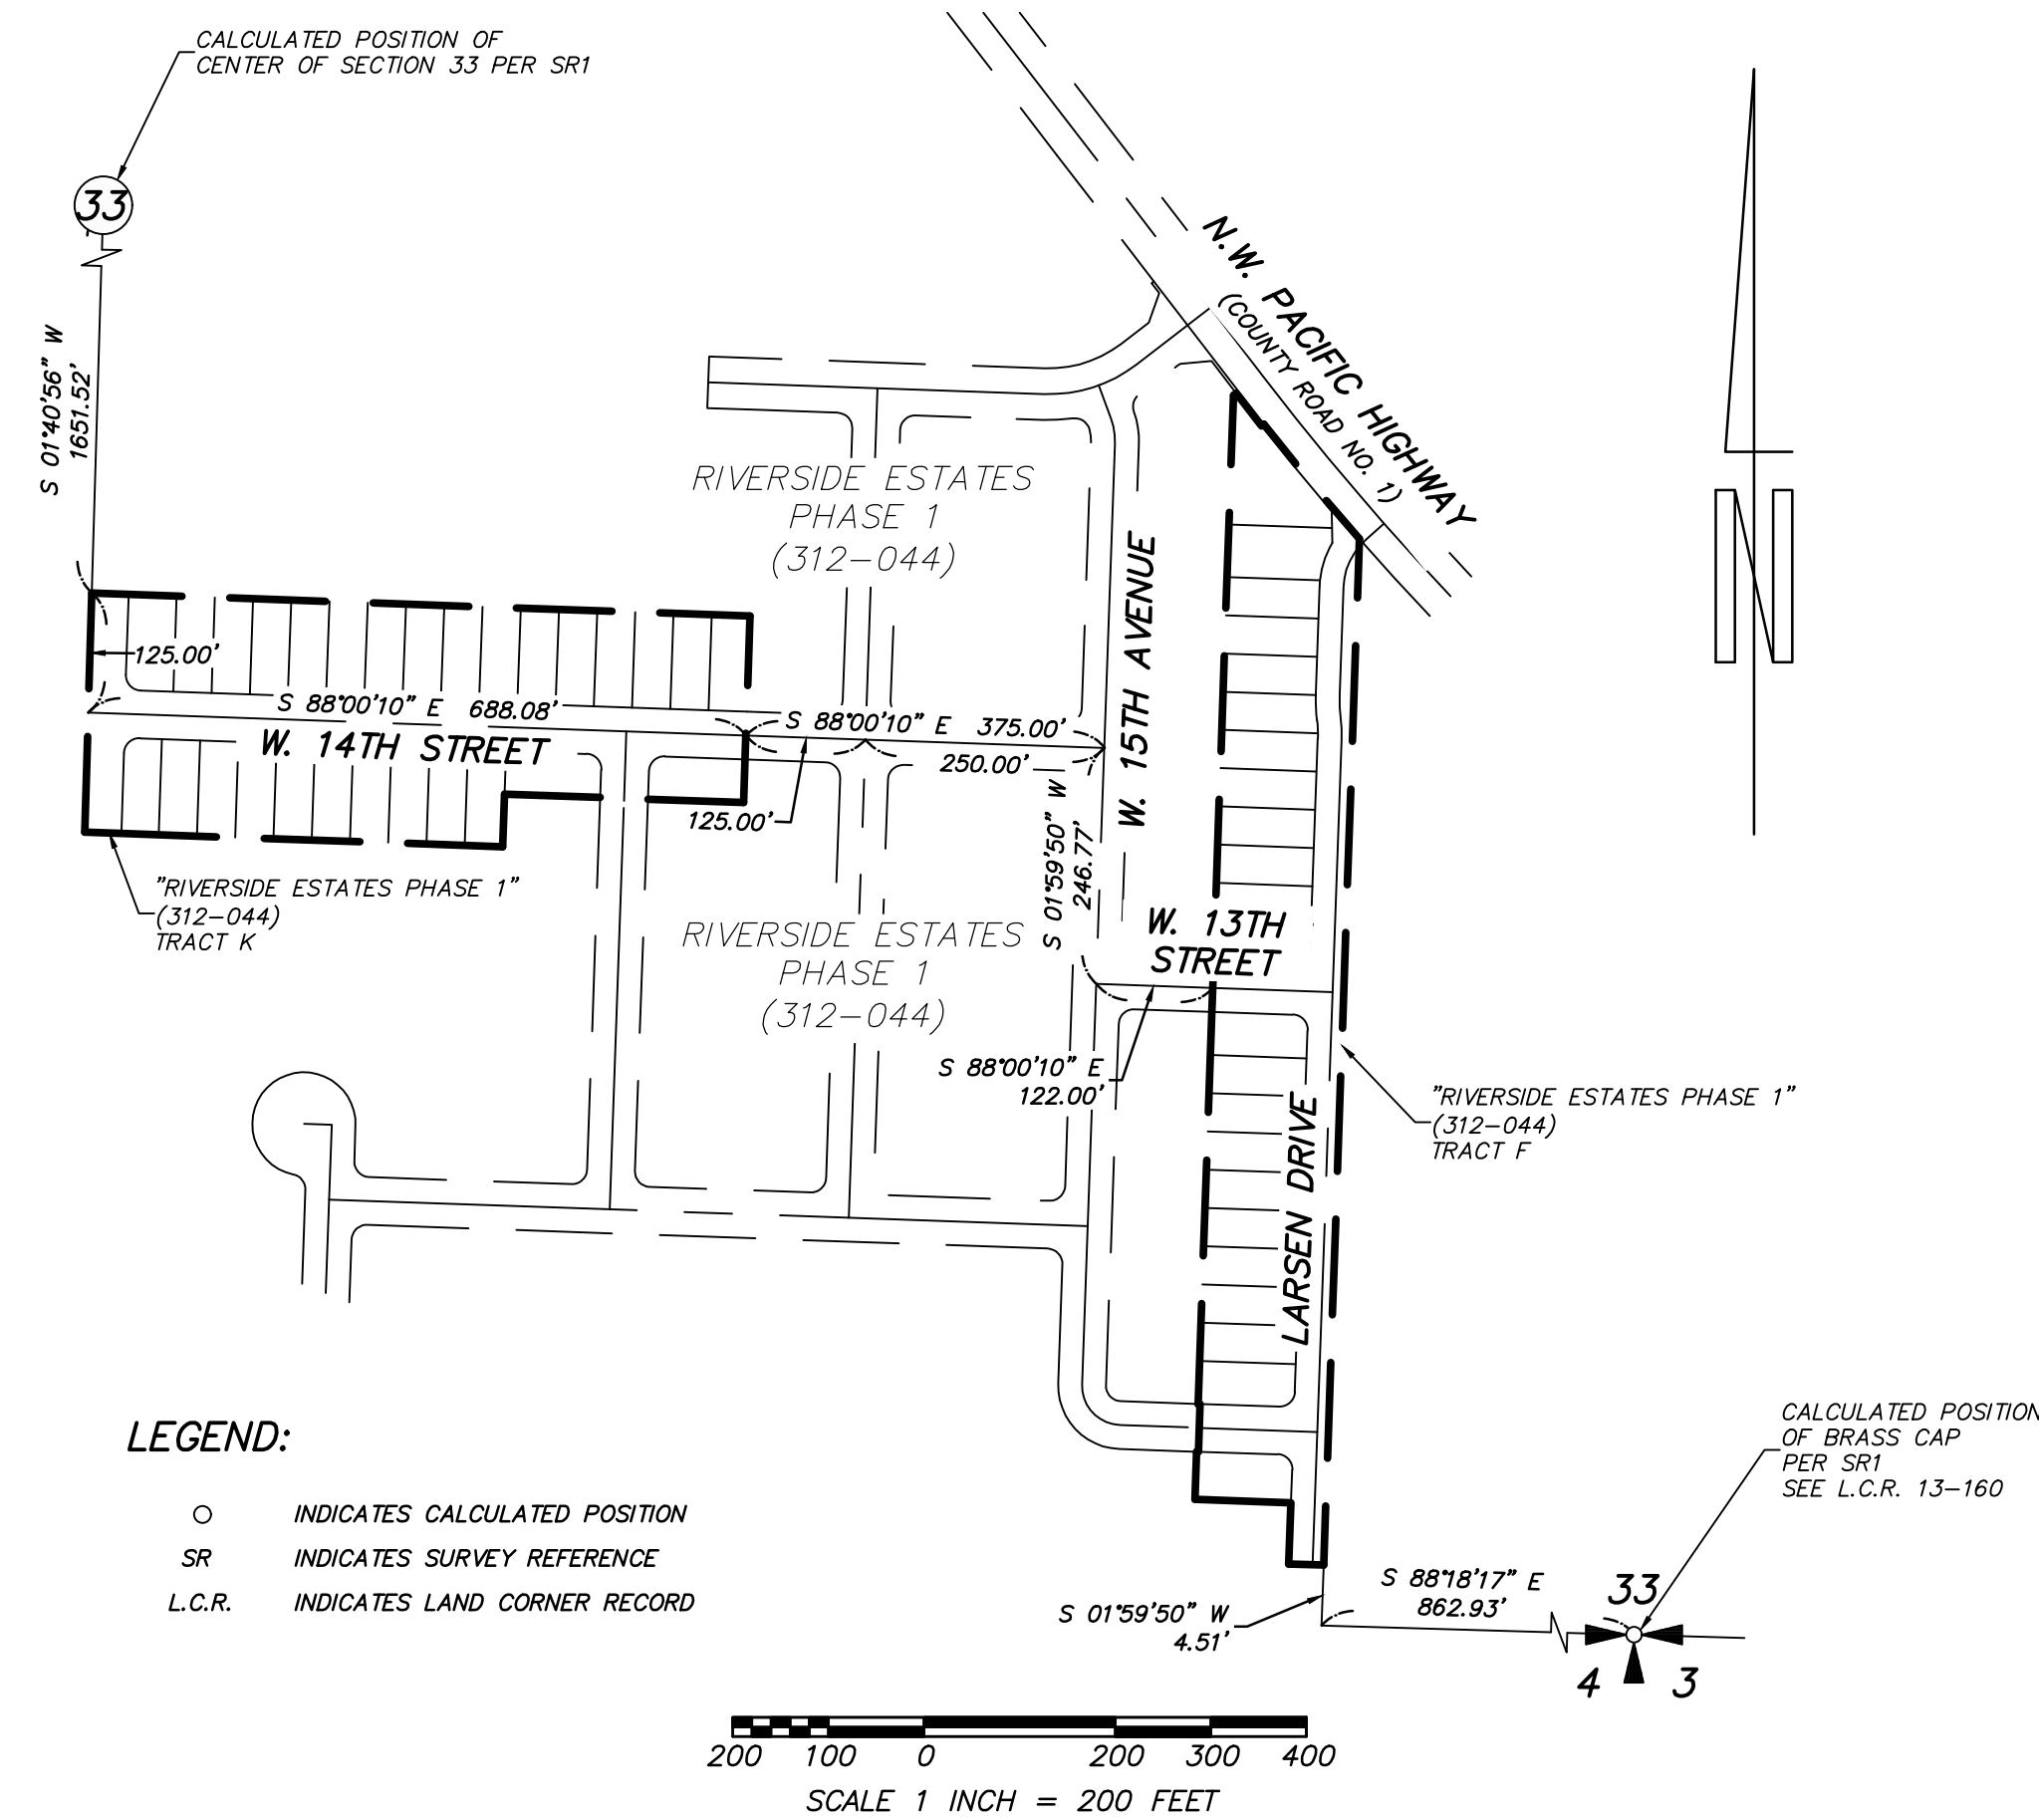 CALCULATED POSITION OF
CENTER OF SECTION 33 PER SR1
33
N.W. PACIFIC HIGHWAY
(COUNTY ROAD NO. 1)
S 01°40'56" W
1651.52'
RIVERSIDE ESTATES
PHASE 1
(312-044)
W. 15TH AVENUE
125.00'
S 88°00'10" E 688.08'
S 88°00'10" E 375.00'
W. 14TH STREET
250.00'
125.00'
S 01°59'50" W
246.77'
"RIVERSIDE ESTATES PHASE 1"
(312-044)
TRACT K
RIVERSIDE ESTATES
PHASE 1
(312-044)
W. 13TH
STREET
S 88°00'10" E
122.00'
"RIVERSIDE ESTATES PHASE 1"
(312-044)
TRACT F
LARSEN DRIVE
CALCULATED POSITION
OF BRASS CAP
PER SR1
SEE L.C.R. 13-160
LEGEND:
INDICATES CALCULATED POSITION
SR INDICATES SURVEY REFERENCE
L.C.R. INDICATES LAND CORNER RECORD
S 88°18'17" E
862.93'
33
S 01°59'50" W
4.51'
4 3
N
200 100 0 200 300 400
SCALE 1 INCH = 200 FEET